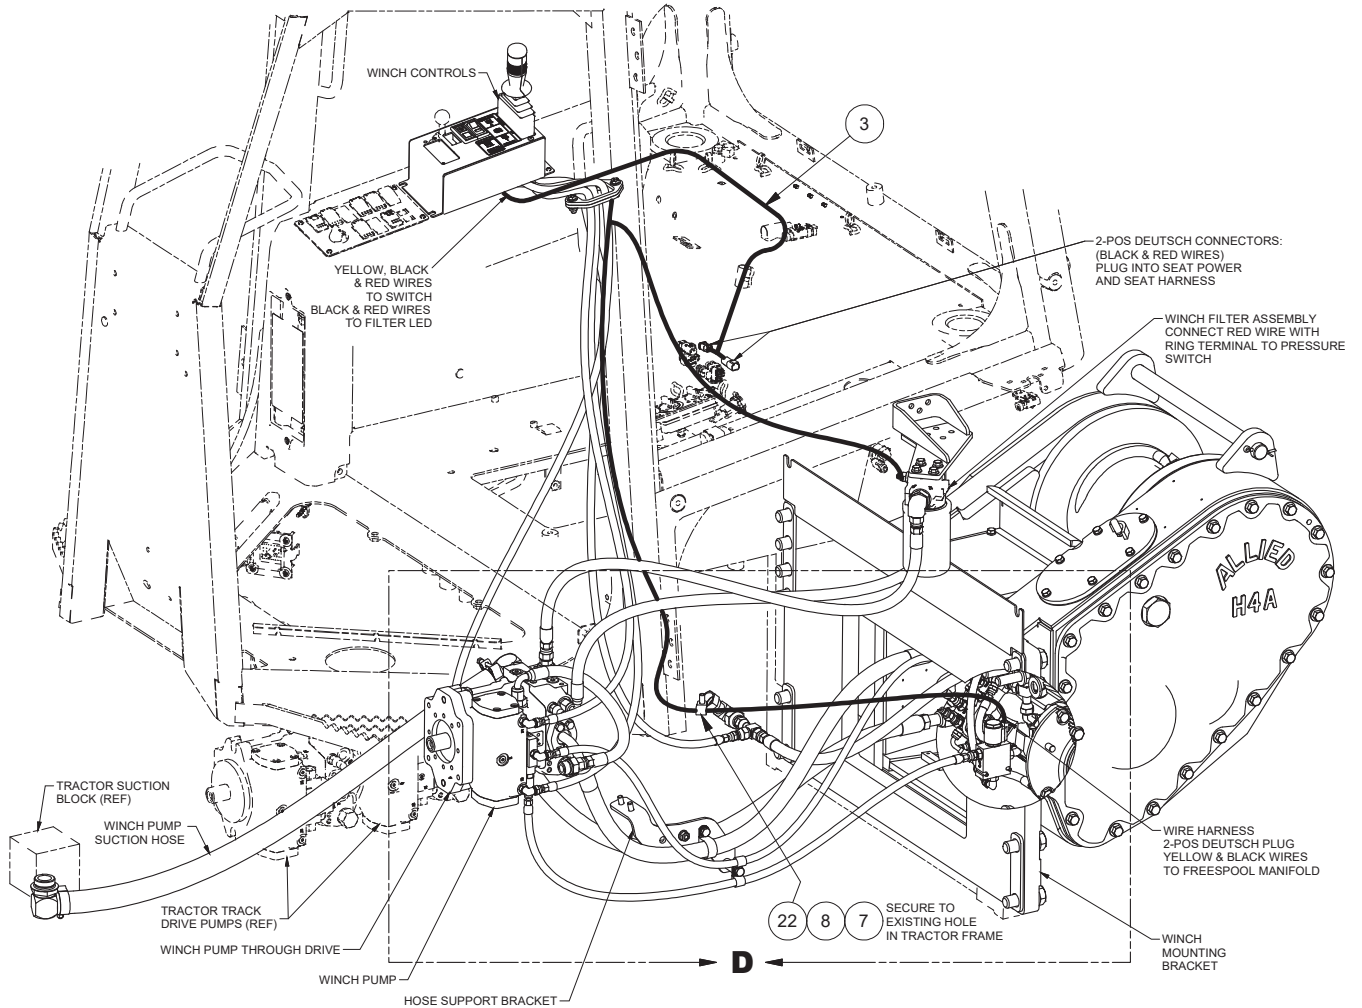 WINCH CONTROLS
3
2-POS DEUTSCH CONNECTORS:
(BLACK & RED WIRES)
PLUG INTO SEAT POWER
AND SEAT HARNESS
YELLOW, BLACK
& RED WIRES
TO SWITCH
BLACK & RED WIRES
TO FILTER LED
WINCH FILTER ASSEMBLY
CONNECT RED WIRE WITH
RING TERMINAL TO PRESSURE
SWITCH
ALLIED
H4A
TRACTOR SUCTION
BLOCK (REF)
WINCH PUMP
SUCTION HOSE
WIRE HARNESS
2-POS DEUTSCH PLUG
YELLOW & BLACK WIRES
TO FREESPOOL MANIFOLD
TRACTOR TRACK
DRIVE PUMPS (REF)
22 8 7
SECURE TO
EXISTING HOLE
IN TRACTOR FRAME
WINCH PUMP THROUGH DRIVE
WINCH
MOUNTING
BRACKET
D
WINCH PUMP
HOSE SUPPORT BRACKET